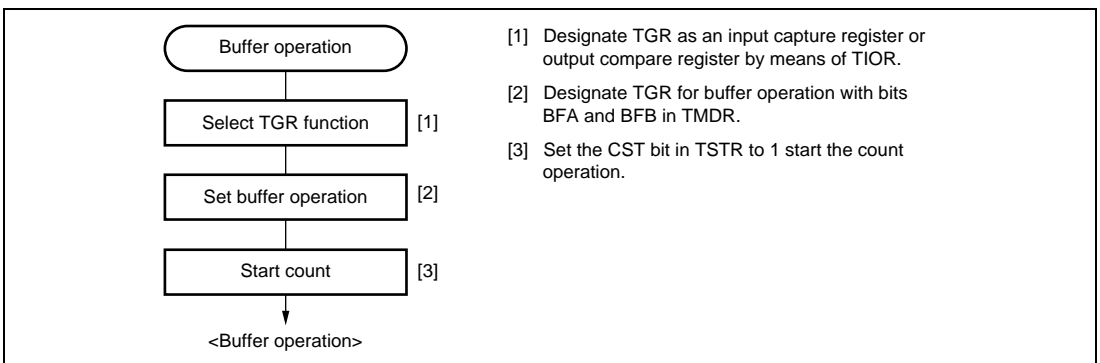 Buffer operation
Select TGR function
[1]
Set buffer operation
[2]
Start count
[3]
<Buffer operation>
[1] Designate TGR as an input capture register or
output compare register by means of TIOR.
[2] Designate TGR for buffer operation with bits
BFA and BFB in TMDR.
[3] Set the CST bit in TSTR to 1 start the count
operation.